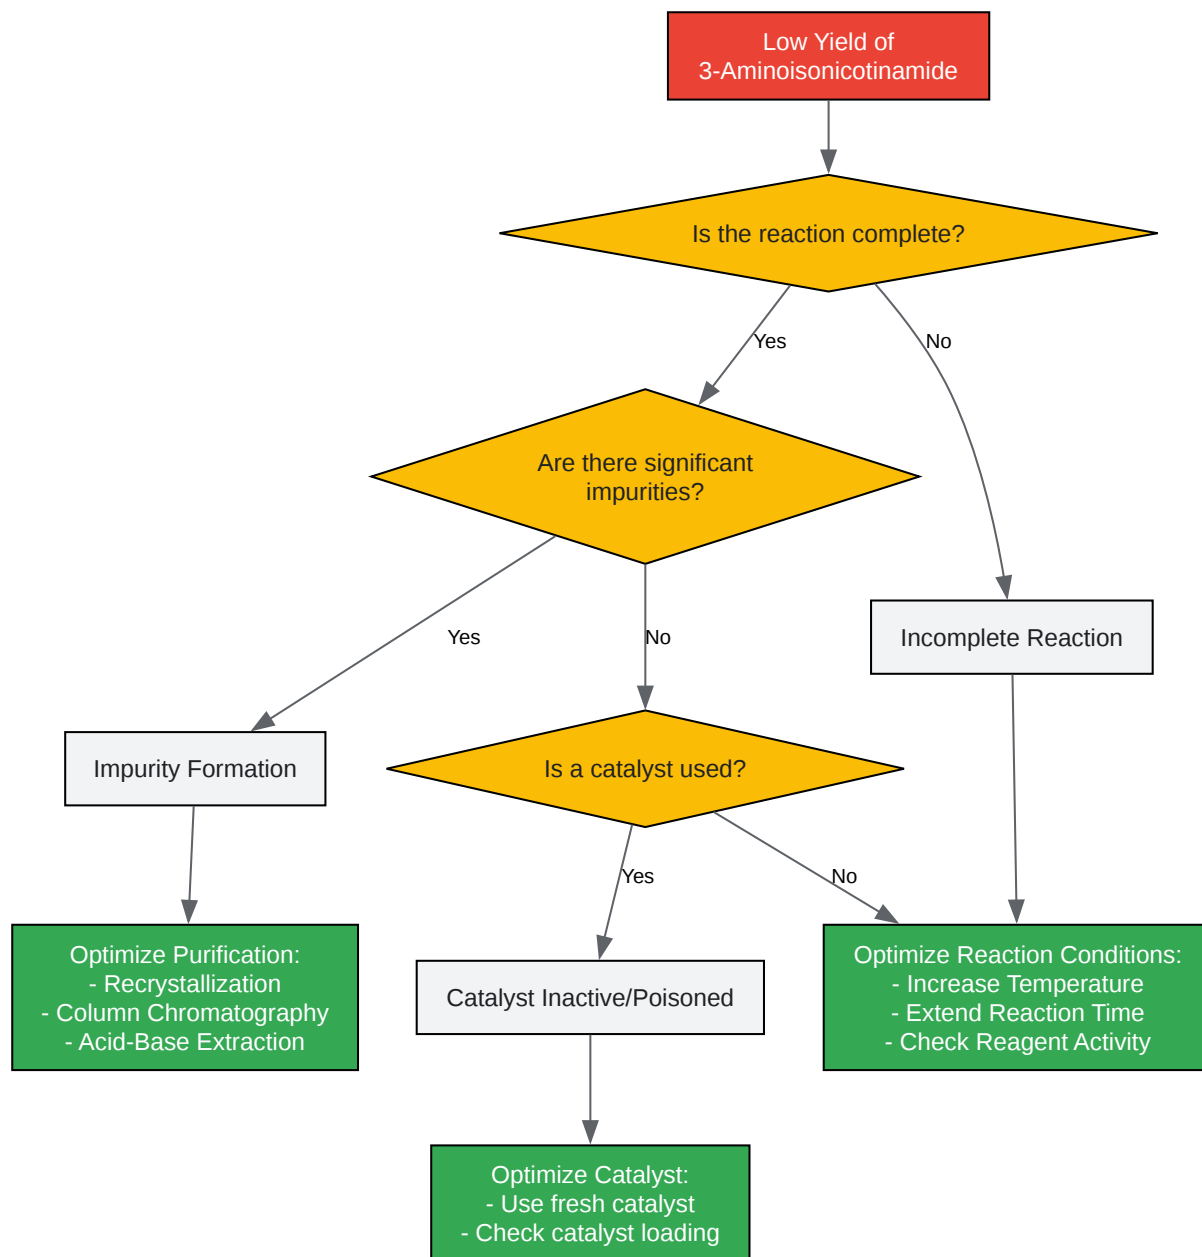 Low Yield of
3-Aminoisonicotinamide
Is the reaction complete?
Yes
No
Are there significant
impurities?
Yes
No
Incomplete Reaction
Impurity Formation
Is a catalyst used?
Yes
No
Optimize Purification:
- Recrystallization
- Column Chromatography
- Acid-Base Extraction
Catalyst Inactive/Poisoned
Optimize Reaction Conditions:
- Increase Temperature
- Extend Reaction Time
- Check Reagent Activity
Optimize Catalyst:
- Use fresh catalyst
- Check catalyst loading